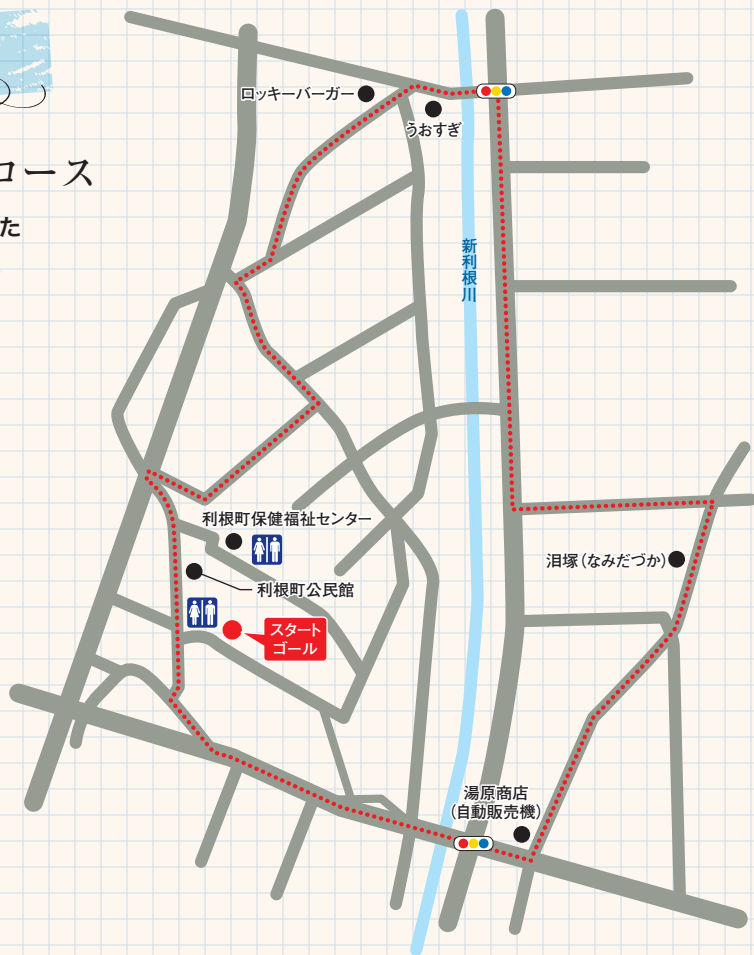 コース
た
ロッキーバーガー
うおすぎ
新利根川
利根町保健福祉センター
泪塚(なみだづか)
利根町公民館
スタート
ゴール
湯原商店
(自動販売機)